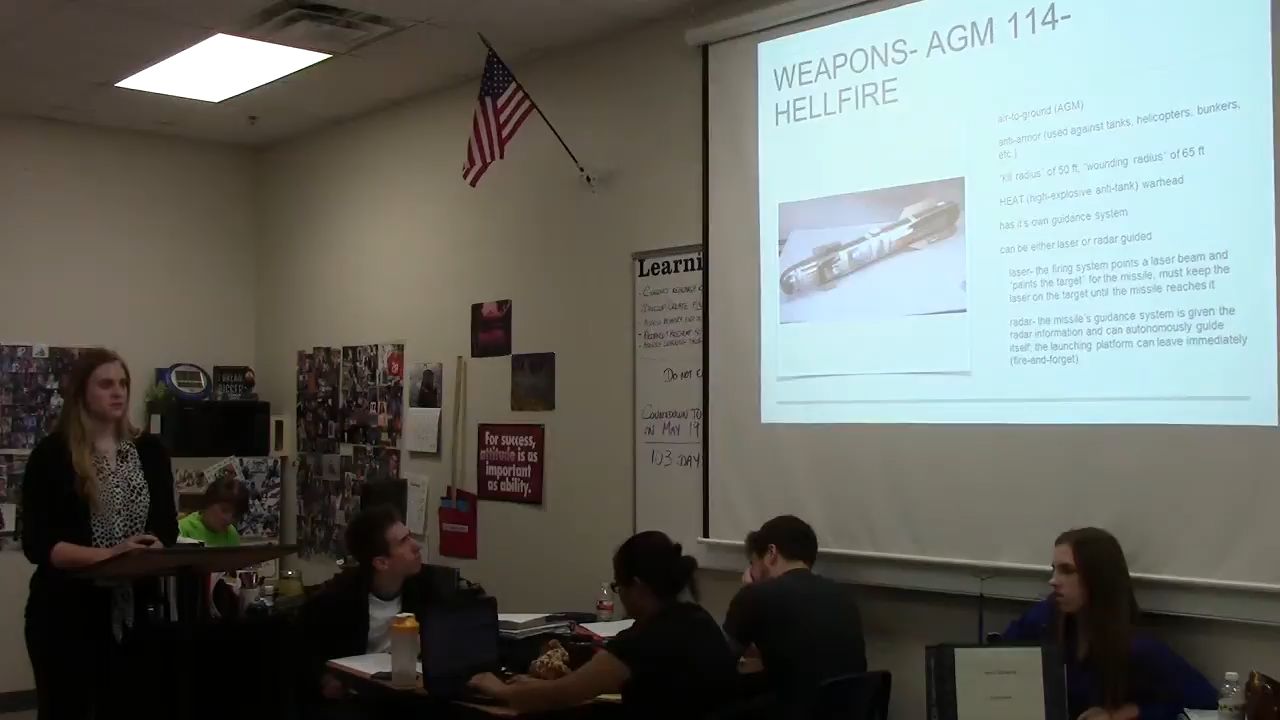 WEAPONS- AGM 114-
HELLFIRE
air-to-ground (AGM)
anti-armor (used against tanks, helicopters, bunkers,
etc.)
"kill radius" of 50 ft, "wounding radius" of 65 ft
HEAT (high-explosive anti-tank) warhead
has it's own guidance system
can be either laser or radar guided
laser- the firing system points a laser beam and
"paints the target" for the missile, must keep the
laser on the target until the missile reaches it
radar- the missile's guidance system is given the
radar information and can autonomously guide
itself; the launching platform can leave immediately
(fire-and-forget)
Learni
DO NOT E
COUNTDOWN TO
ON MAY 19
103 DAY
For success,
attitude is as
important
as ability.